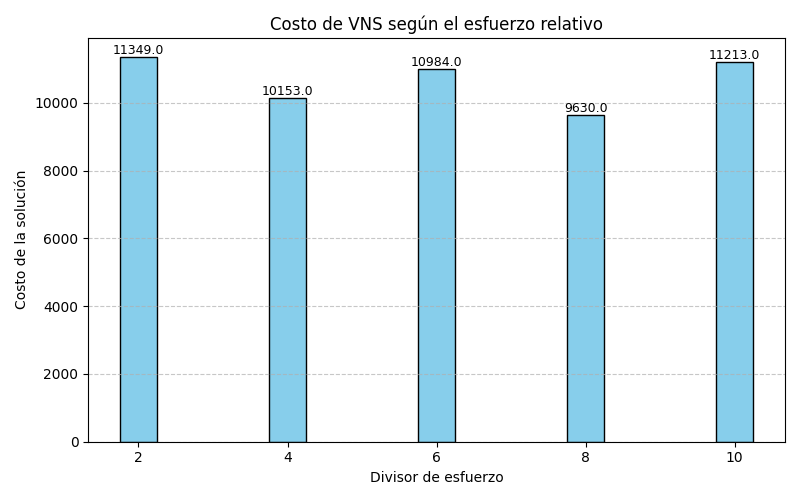 Costo de VNS según el esfuerzo relativo
11349.0
10153.0
10984.0
9630.0
11213.0
Costo de la solución
10000
8000
6000
4000
2000
0
2 4 6 8 10
Divisor de esfuerzo